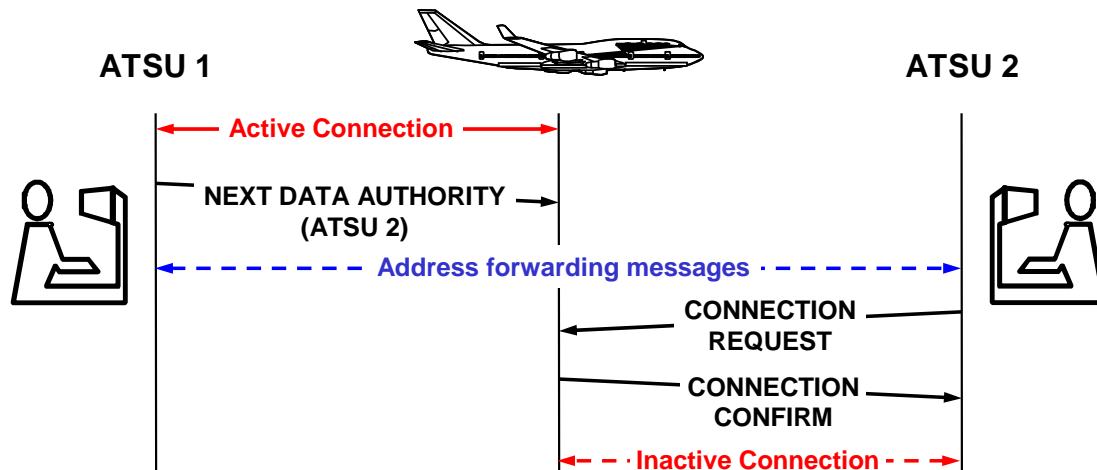 ATSU 1
ATSU 2
Active Connection
NEXT DATA AUTHORITY
(ATSU 2)
Address forwarding messages
CONNECTION
REQUEST
CONNECTION
CONFIRM
Inactive Connection